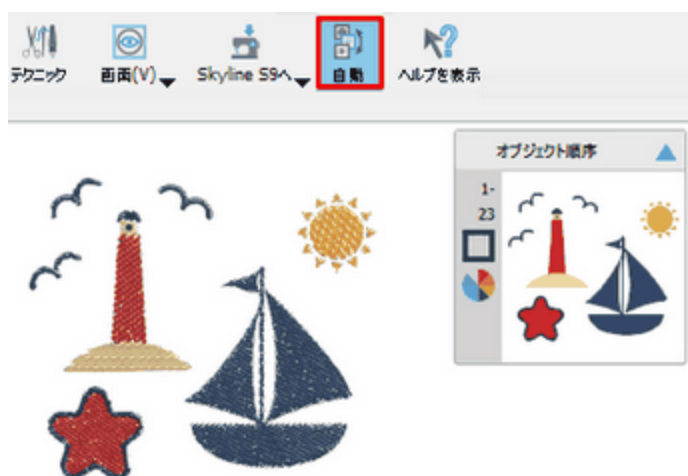 テクニック
画面(V)
Skyline S9へ
自動
ヘルプを表示
オブジェクト順序
1-
23